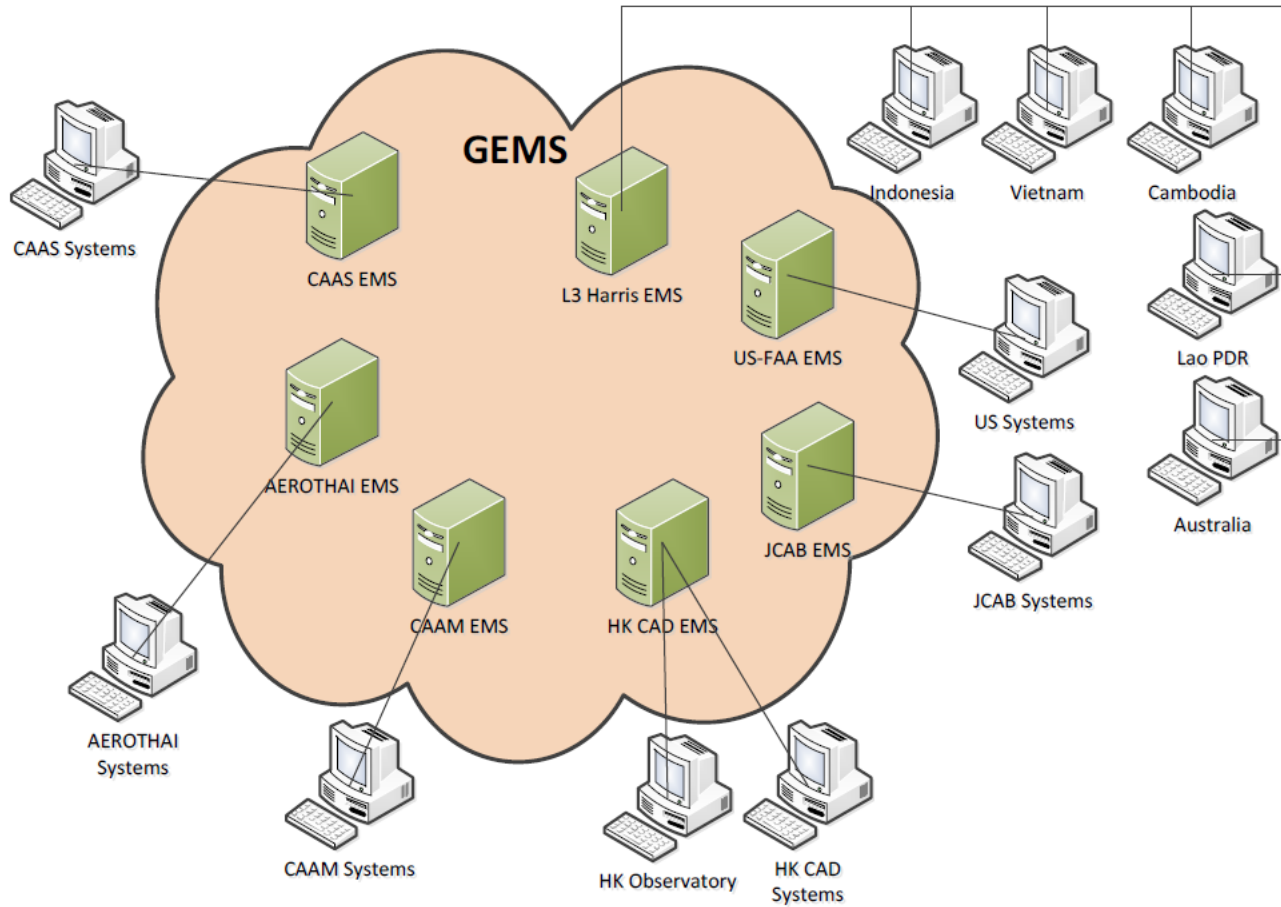 GEMS
Indonesia
Vietnam
Cambodia
CAAS Systems
CAAS EMS
L3 Harris EMS
US-FAA EMS
Lao PDR
US Systems
AEROTHAI EMS
Australia
JCAB EMS
JCAB Systems
CAAM EMS
HK CAD EMS
AEROTHAI
Systems
CAAM Systems
HK Observatory
HK CAD
Systems